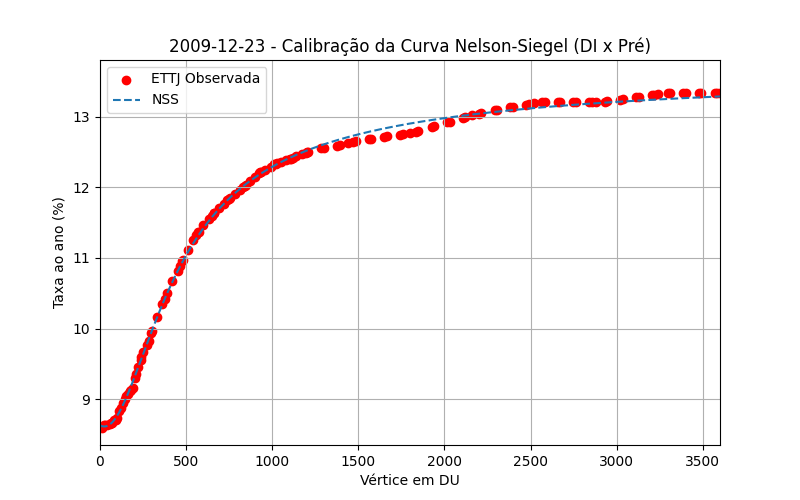 2009-12-23 - Calibração da Curva Nelson-Siegel (DI x Pré)
ETTJ Observada
NSS
Taxa ao ano (%)
13
12
11
10
9
0 500 1000 1500 2000 2500 3000 3500
Vértice em DU